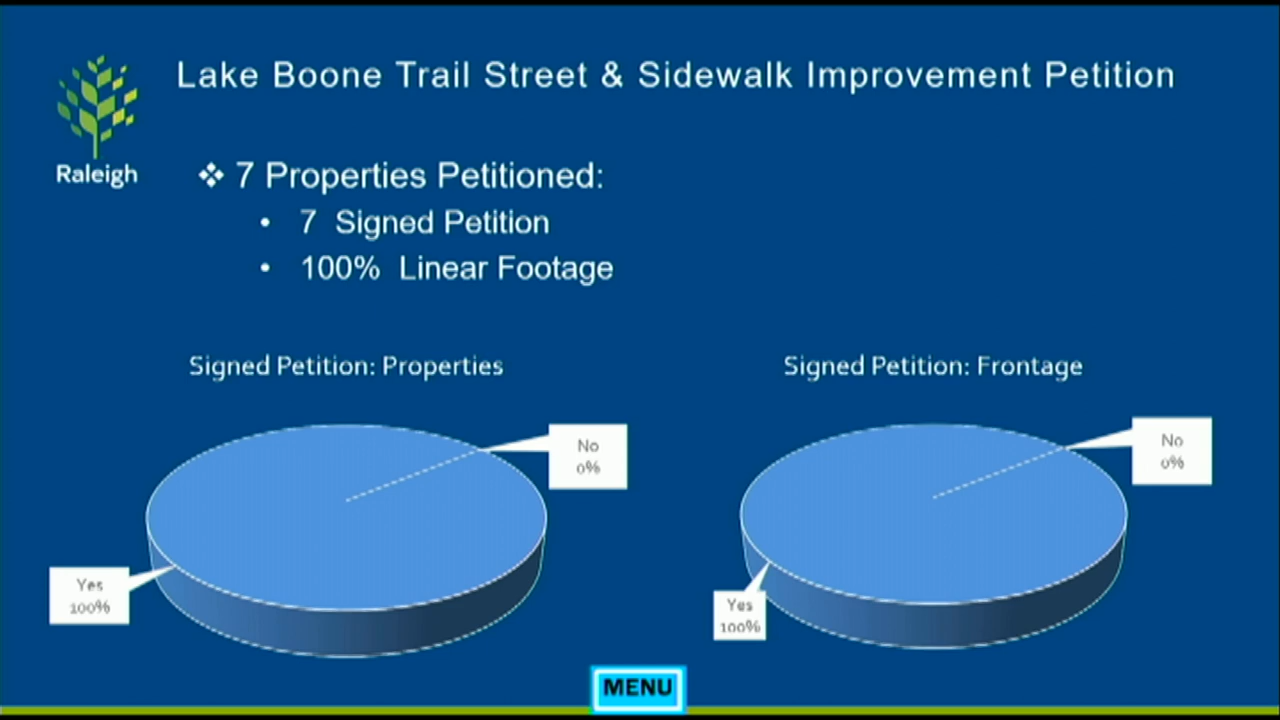 Lake Boone Trail Street & Sidewalk Improvement Petition
Raleigh
❖ 7 Properties Petitioned:
• 7 Signed Petition
• 100% Linear Footage
Signed Petition: Properties
No
0%
Yes
100%
Signed Petition: Frontage
No
0%
Yes
100%
MENU